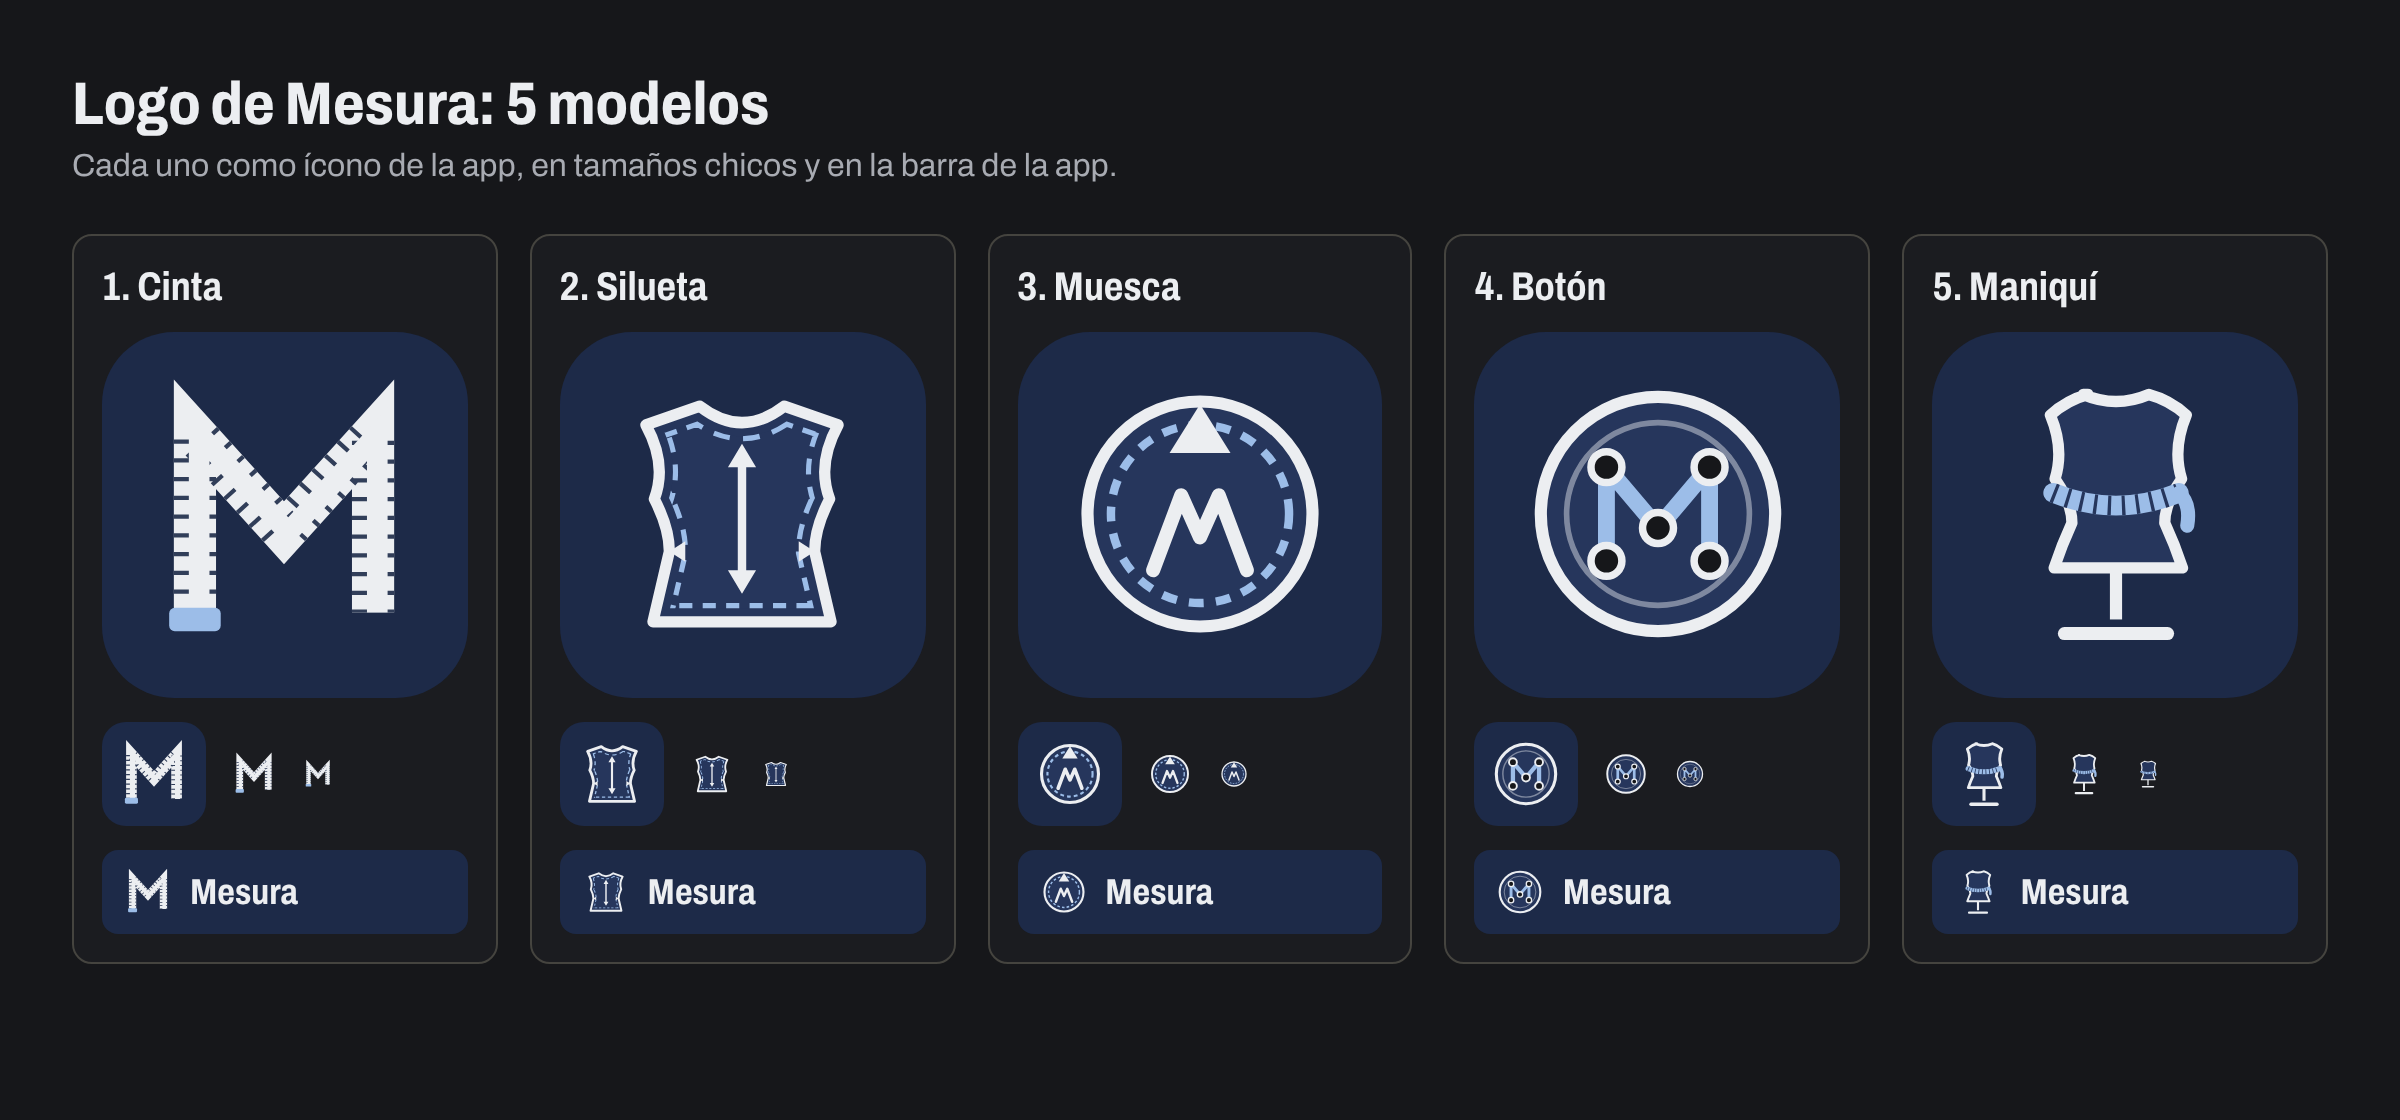 Logo de Mesura: 5 modelos
Cada uno como ícono de la app, en tamaños chicos y en la barra de la app.
1. Cinta
2. Silueta
3. Muesca
4. Botón
5. Maniquí
Mesura
Mesura
Mesura
Mesura
Mesura